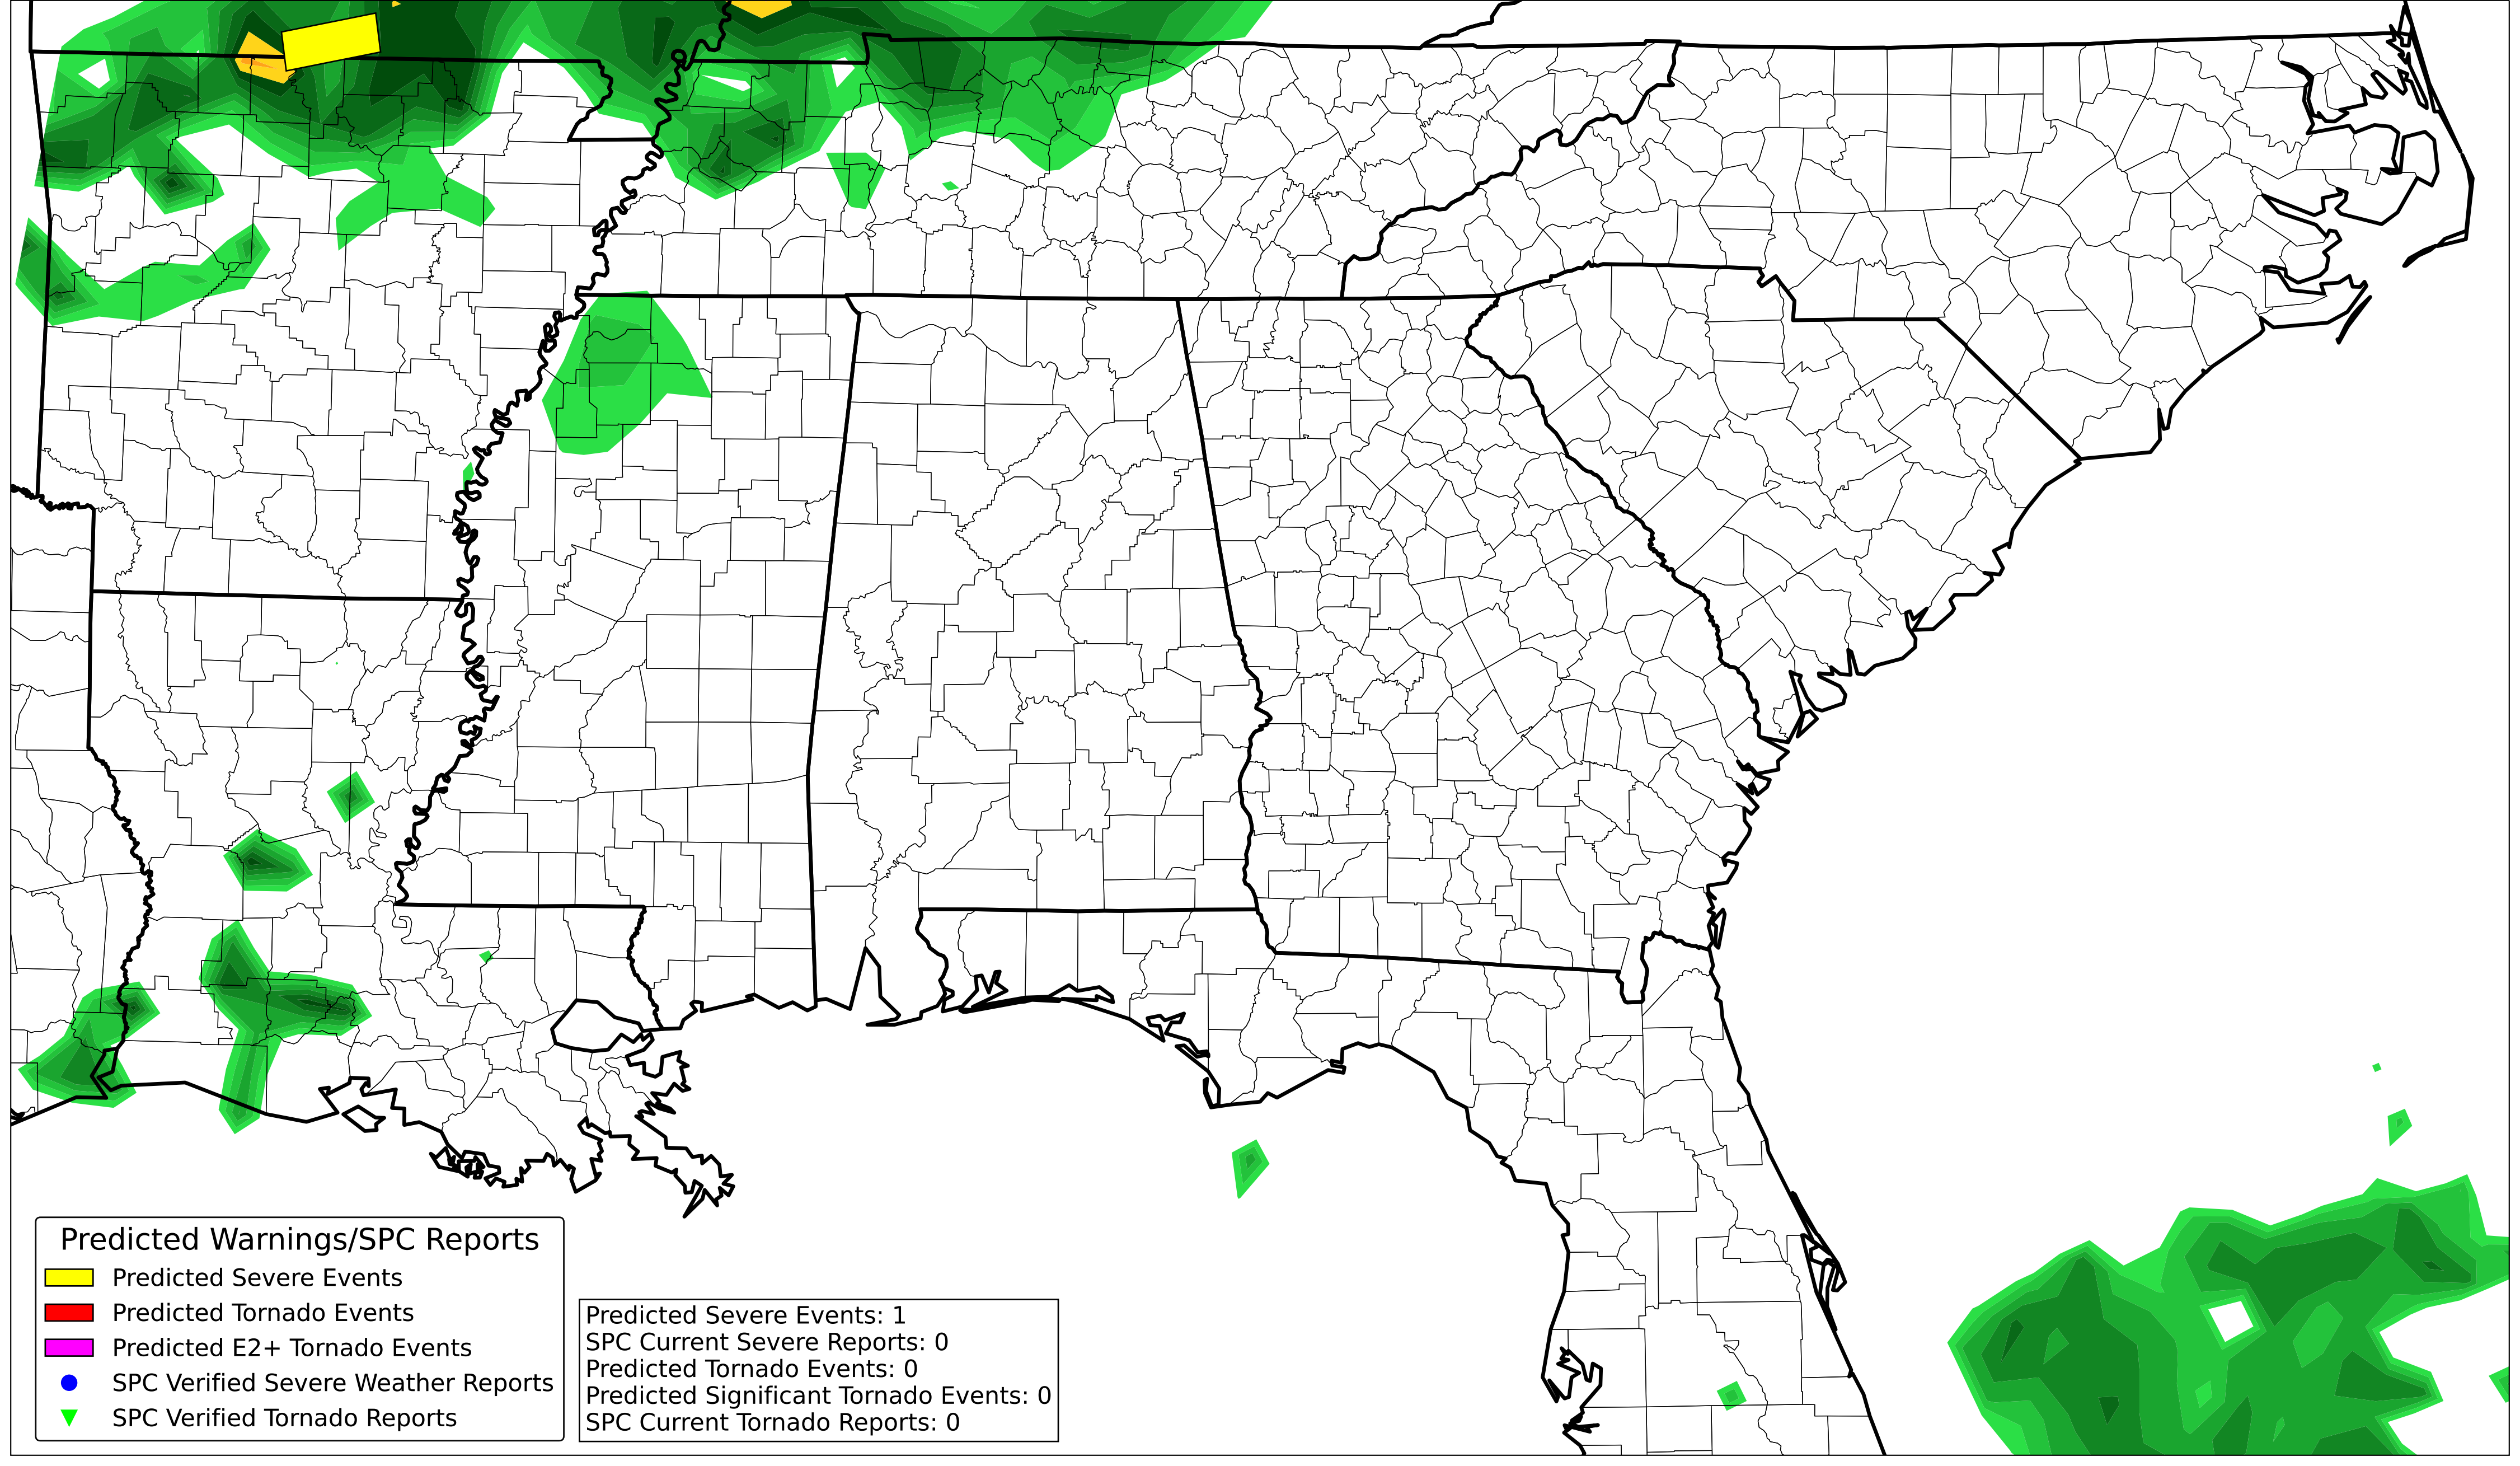 Predicted Warnings/SPC Reports
Predicted Severe Events
Predicted Tornado Events
Predicted E2+ Tornado Events
SPC Verified Severe Weather Reports
SPC Verified Tornado Reports
Predicted Severe Events: 1
SPC Current Severe Reports: 0
Predicted Tornado Events: 0
Predicted Significant Tornado Events: 0
SPC Current Tornado Reports: 0